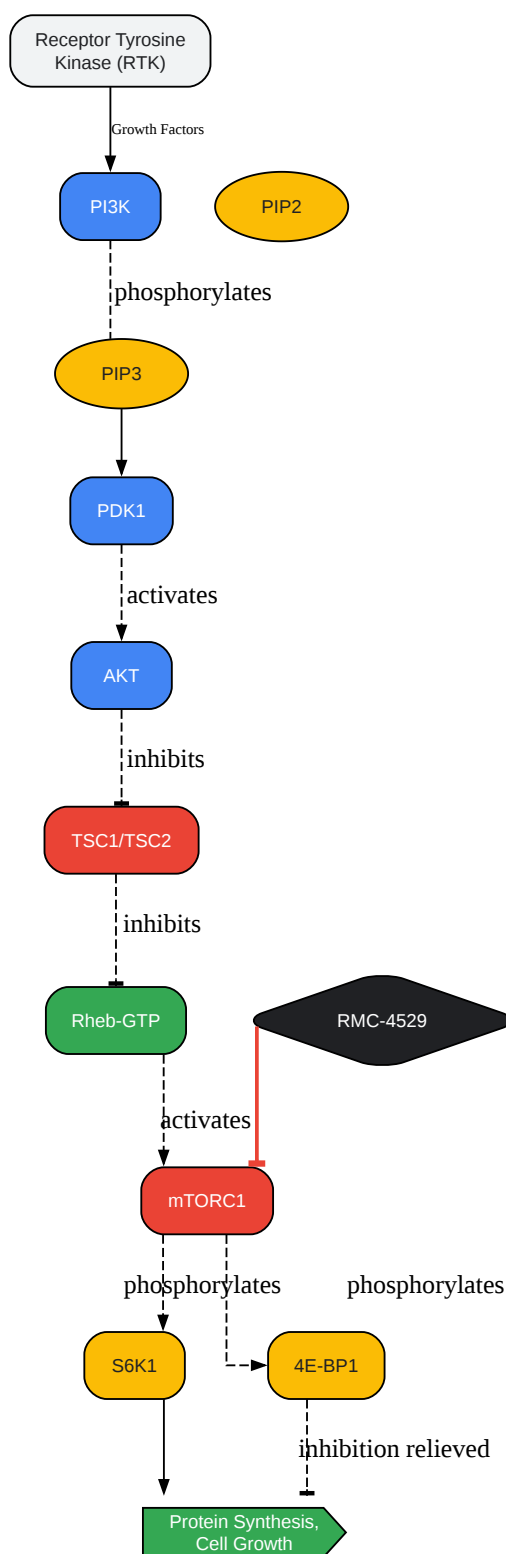 Receptor Tyrosine
Kinase (RTK)
Growth Factors
PI3K
PIP2
phosphorylates
PIP3
PDK1
activates
AKT
inhibits
TSC1/TSC2
inhibits
Rheb-GTP
RMC-4529
activates
mTORC1
phosphorylates
phosphorylates
S6K1
4E-BP1
inhibition relieved
Protein Synthesis,
Cell Growth